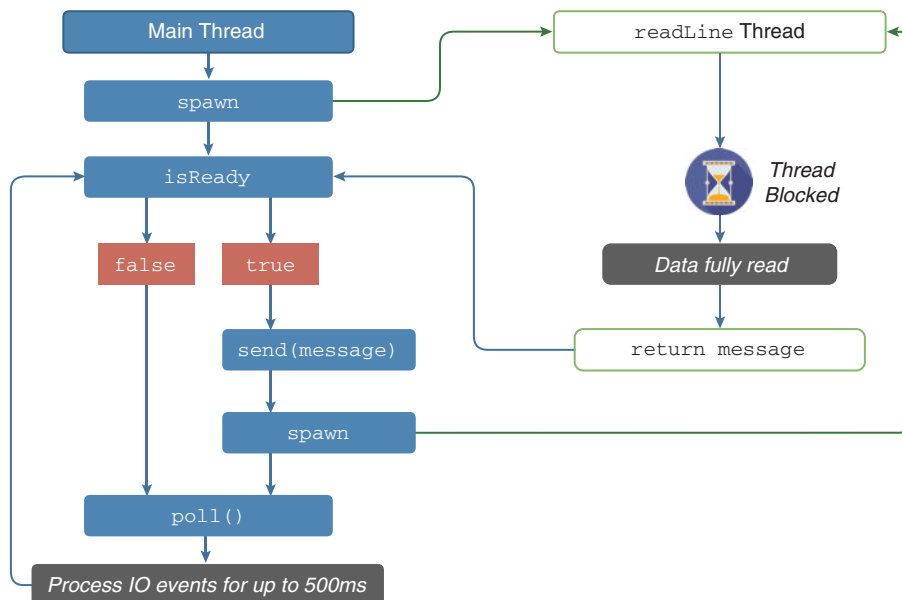 Main Thread
readLine Thread
spawn
isReady
Thread
Blocked
false
true
Data fully read
send(message)
return message
spawn
poll()
Process IO events for up to 500ms